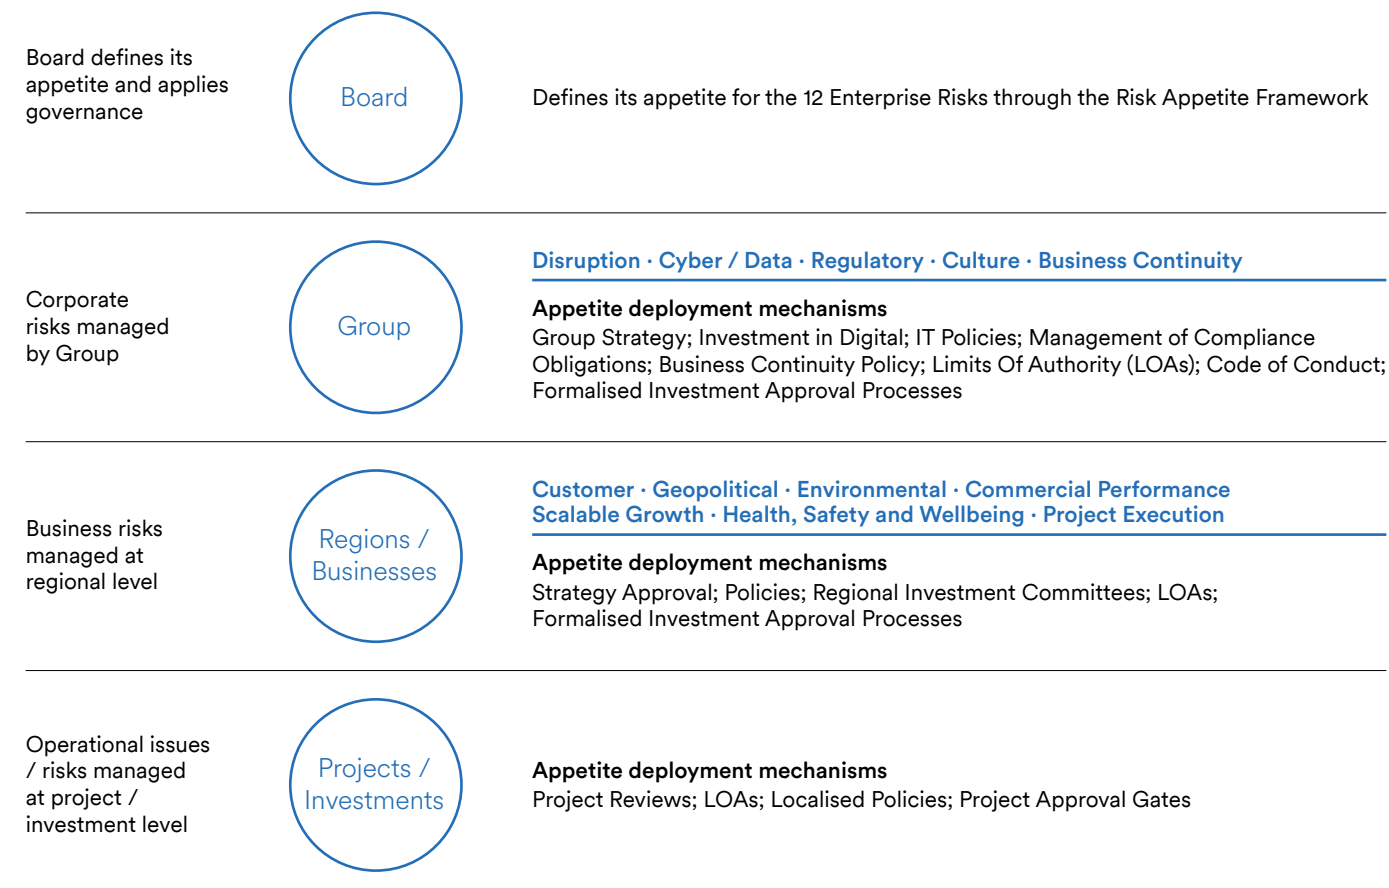 Board defines its
appetite and applies
governance
Board
Defines its appetite for the 12 Enterprise Risks through the Risk Appetite Framework
Corporate
risks managed
by Group
Group
Disruption · Cyber / Data · Regulatory · Culture · Business Continuity
Appetite deployment mechanisms
Group Strategy; Investment in Digital; IT Policies; Management of Compliance
Obligations; Business Continuity Policy; Limits Of Authority (LOAs); Code of Conduct;
Formalised Investment Approval Processes
Business risks
managed at
regional level
Regions /
Businesses
Customer · Geopolitical · Environmental · Commercial Performance
Scalable Growth · Health, Safety and Wellbeing · Project Execution
Appetite deployment mechanisms
Strategy Approval; Policies; Regional Investment Committees; LOAs;
Formalised Investment Approval Processes
Operational issues
/ risks managed
at project /
investment level
Projects /
Investments
Appetite deployment mechanisms
Project Reviews; LOAs; Localised Policies; Project Approval Gates